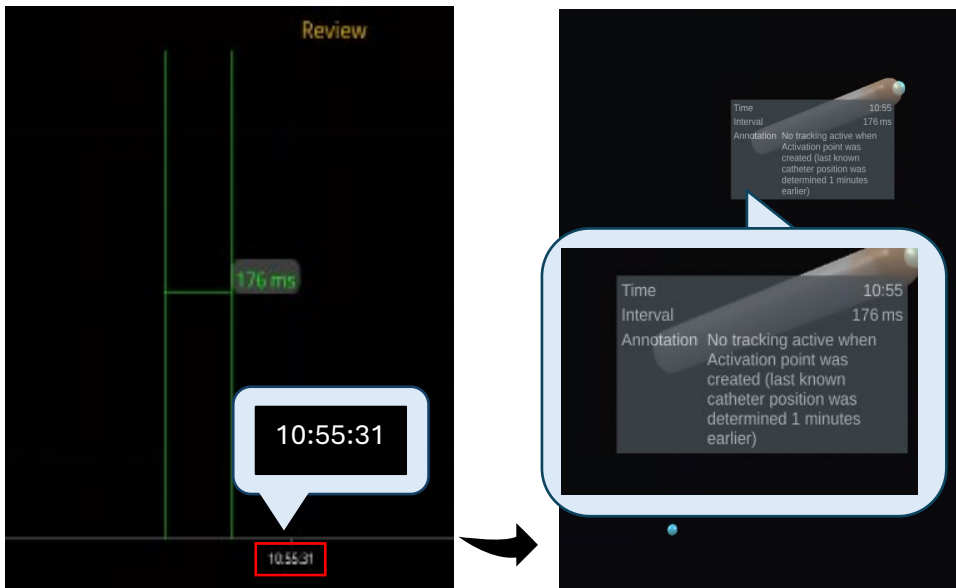 Review
176 ms
10:55:31
10:55:31
Time 10:55
Interval 176 ms
Annotation No tracking active when
Activation point was
created (last known
catheter position was
determined 1 minutes
earlier)
Time 10:55
Interval 176 ms
Annotation No tracking active when
Activation point was
created (last known
catheter position was
determined 1 minutes
earlier)